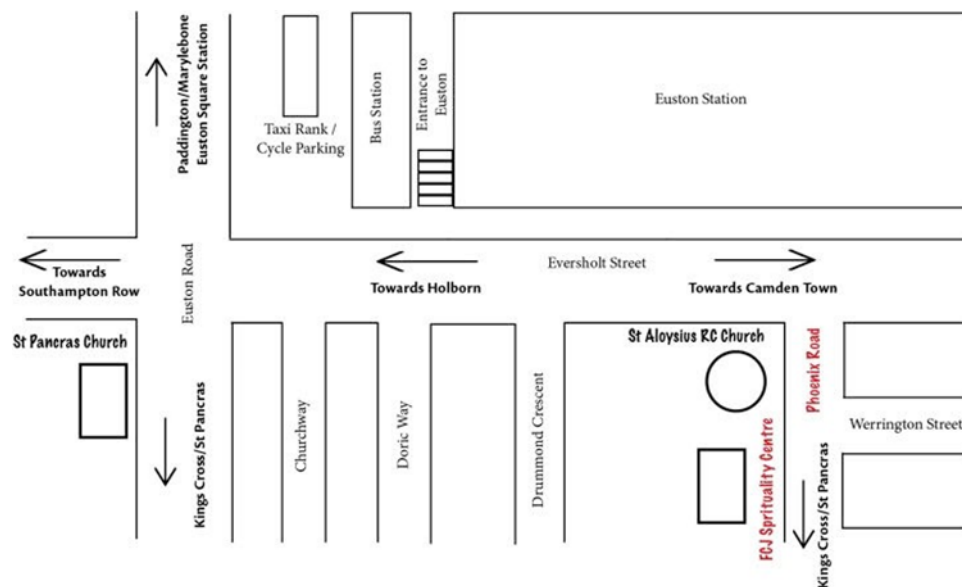 Paddington/Marylebone
Euston Square Station
Taxi Rank /
Cycle Parking
Bus Station
Entrance to
Euston
Euston Station
Towards
Southampton Row
Euston Road
Towards Holborn
Eversholt Street
Towards Camden Town
St Pancras Church
Kings Cross/St Pancras
Churchway
Doric Way
Drummond Crescent
St Aloysius RC Church
FCJ Sprituality Centre
Phoenix Road
Kings Cross/St Pancras
Werrington Street